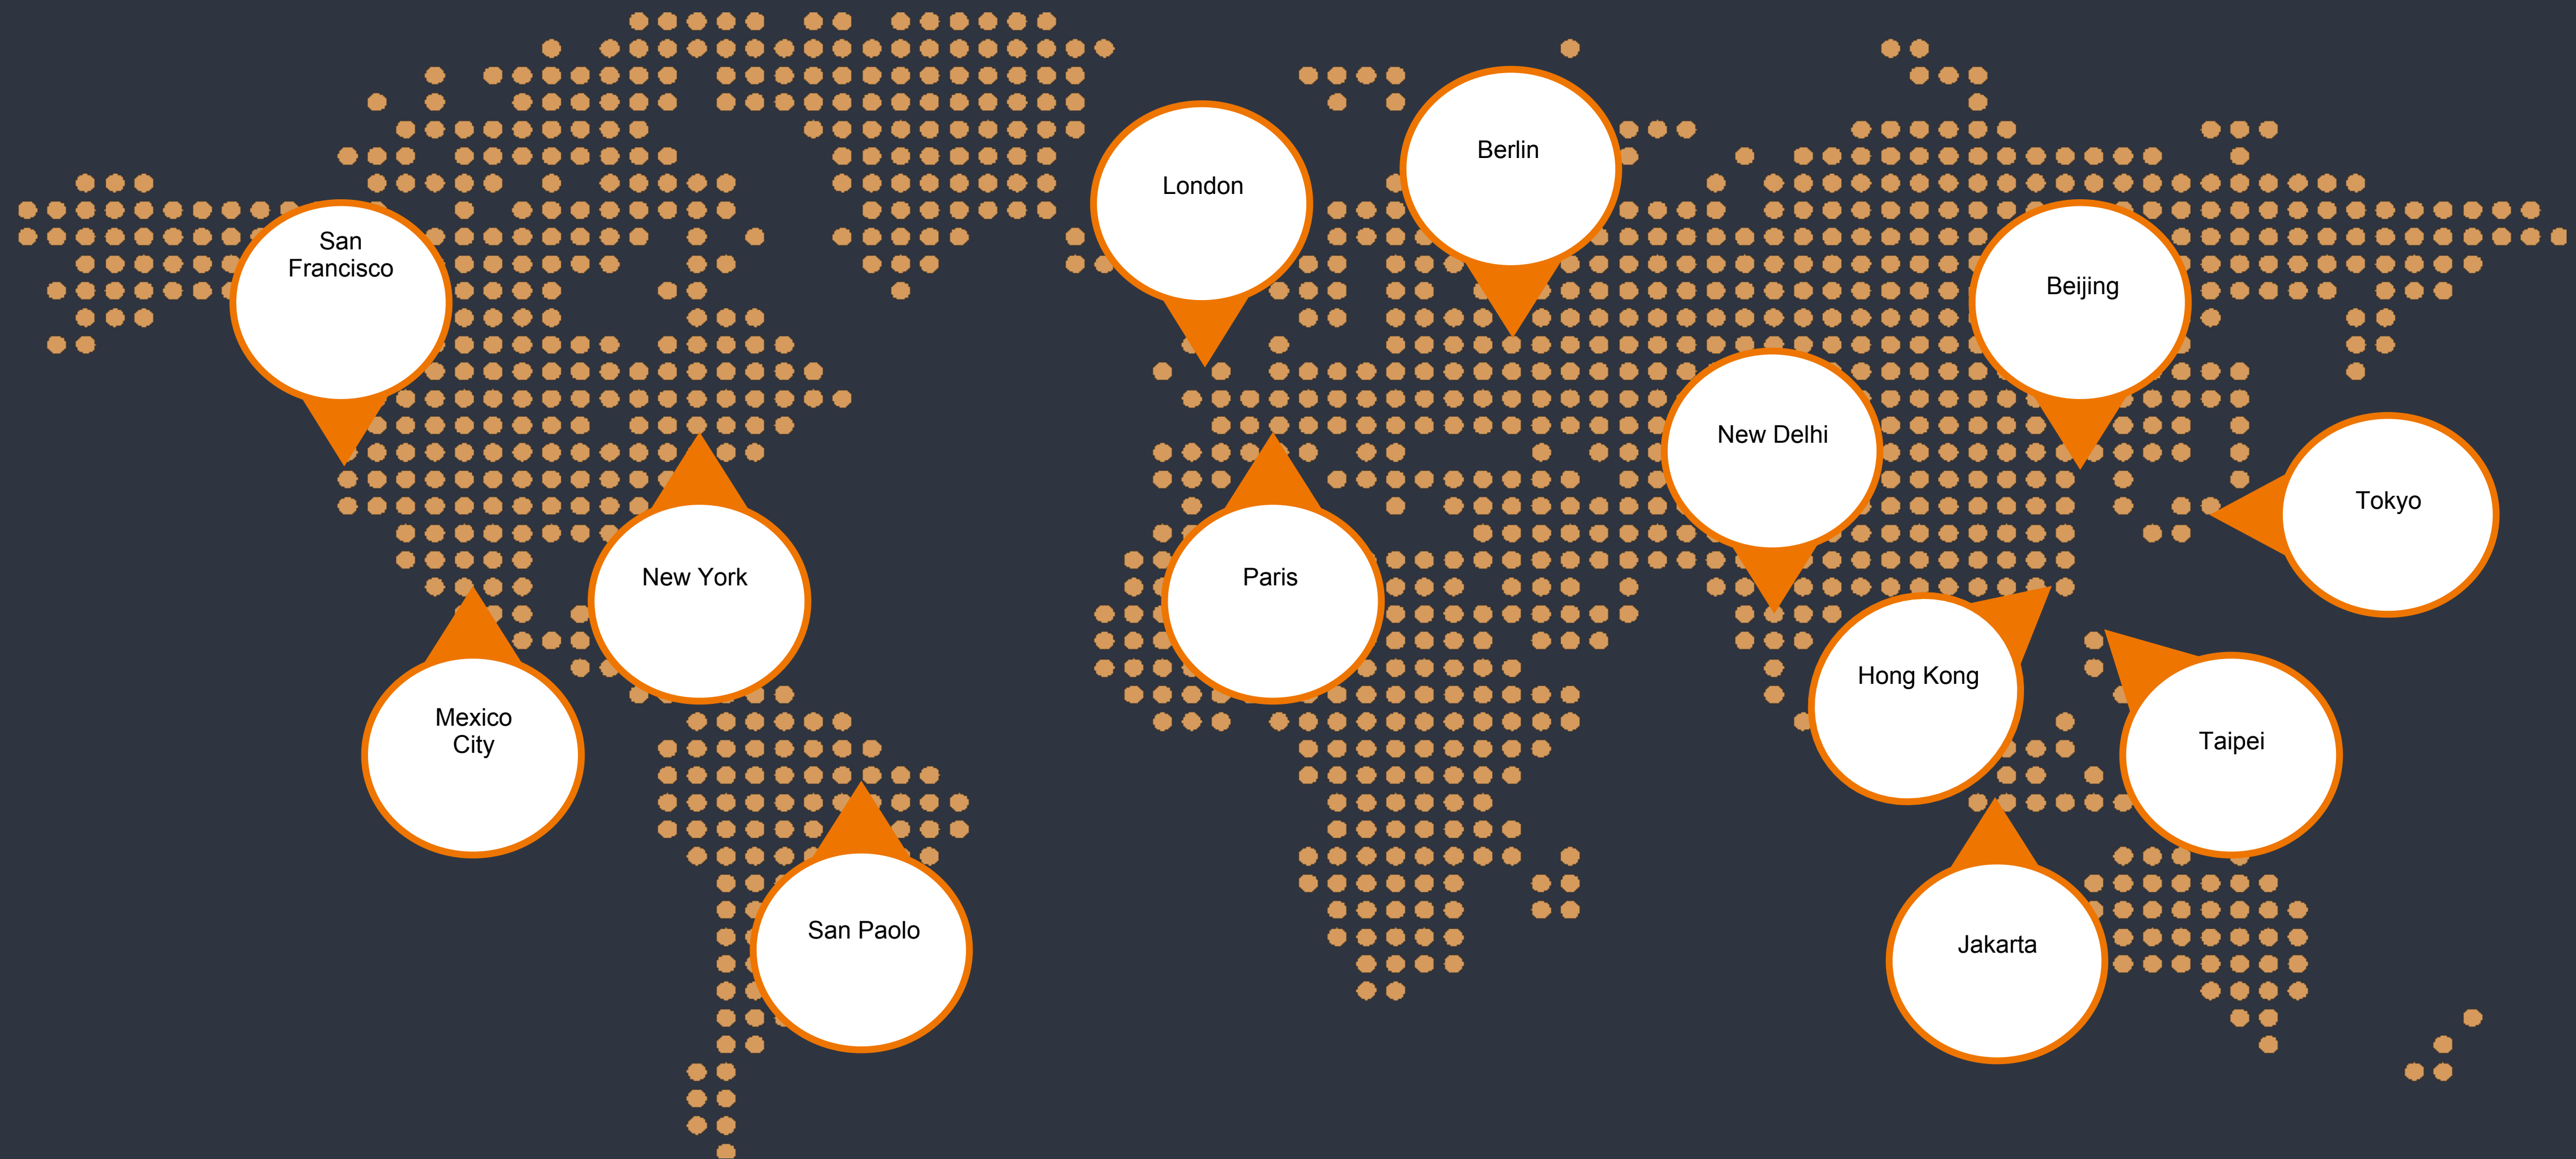 Berlin
London
San
Francisco
Beijing
New Delhi
Tokyo
New York
Paris
Hong Kong
Mexico
City
Taipei
San Paolo
Jakarta